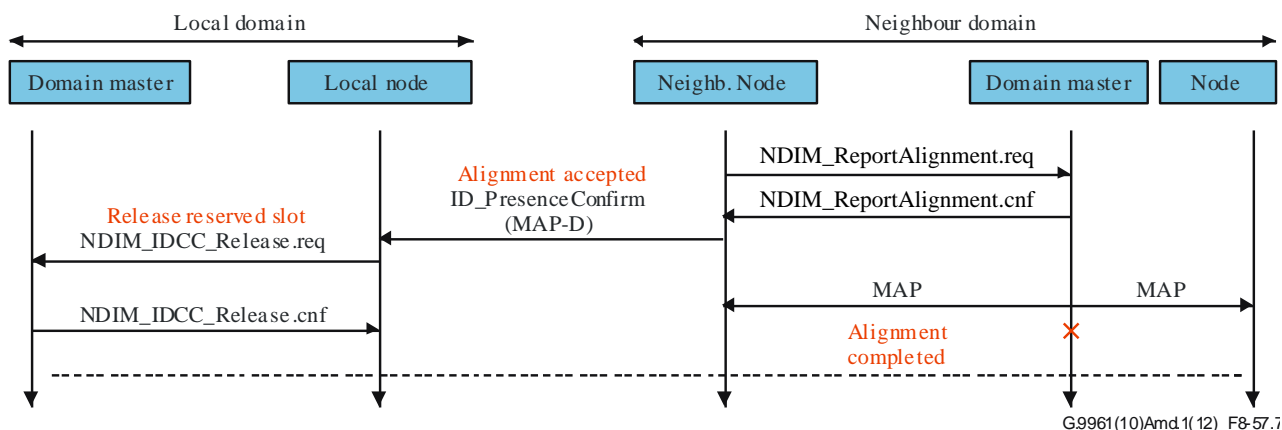 Local domain
Neighbour domain
Domain master
Local node
Neighb. Node
Domain master
Node
NDIM_ReportAlignment.req
Alignment accepted
ID_PresenceConfirm
(MAP-D)
NDIM_ReportAlignment.cnf
Release reserved slot
NDIM_IDCC_Release.req
MAP
MAP
NDIM_IDCC_Release.cnf
Alignment
completed
G.9961(10)Amd.1(12)_F8-57.7